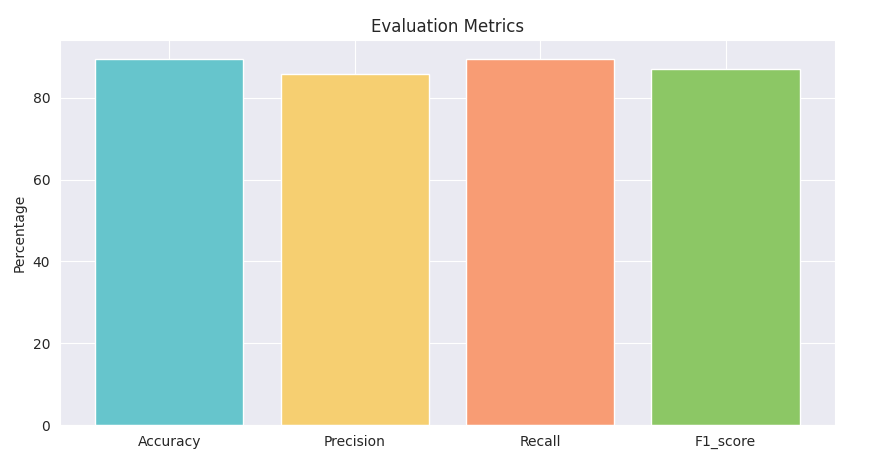 Evaluation Metrics
Percentage
80
60
40
20
0
Accuracy Precision Recall F1_score